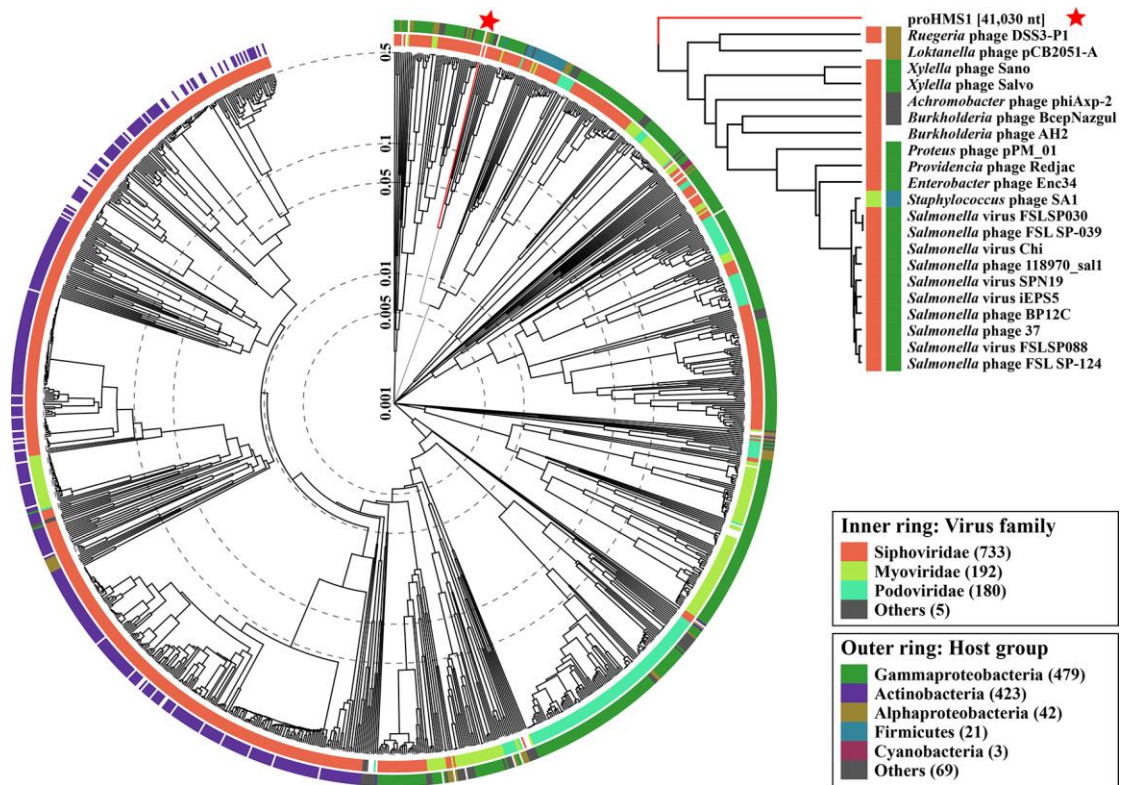 0.5
0.1
0.05
0.01
0.005
0.001
proHMS1 [41,030 nt]
Ruegeria phage DSS3-P1
Loktanella phage pCB2051-A
Xylella phage Sano
Xylella phage Salvo
Achromobacter phage phiAxp-2
Burkholderia phage BcepNazgul
Burkholderia phage AH2
Proteus phage pPM_01
Providencia phage Redjac
Enterobacter phage Enc34
Staphylococcus phage SA1
Salmonella virus FSLSP030
Salmonella phage FSL SP-039
Salmonella virus Chi
Salmonella phage 118970_sal1
Salmonella virus SPN19
Salmonella virus iEPS5
Salmonella phage BP12C
Salmonella phage 37
Salmonella virus FSLSP088
Salmonella phage FSL SP-124
Inner ring: Virus family
Siphoviridae (733)
Myoviridae (192)
Podoviridae (180)
Others (5)
Outer ring: Host group
Gammaproteobacteria (479)
Actinobacteria (423)
Alphaproteobacteria (42)
Firmicutes (21)
Cyanobacteria (3)
Others (69)